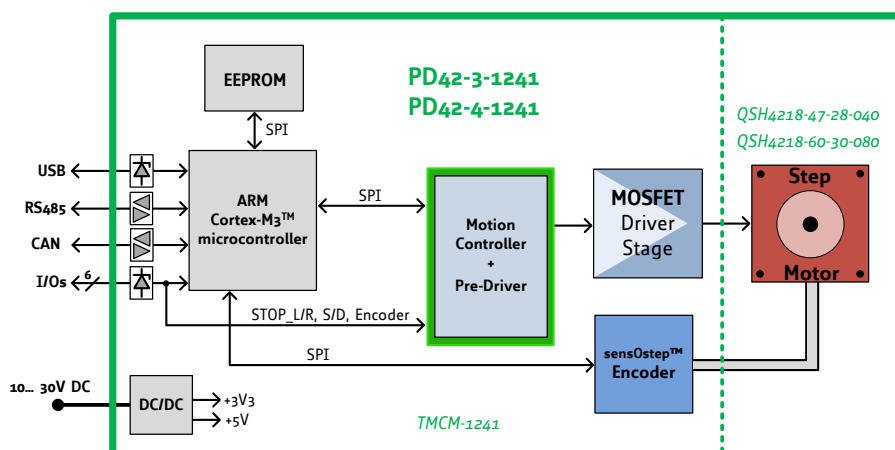 EEPROM
PD42-3-1241
PD42-4-1241
QSH4218-47-28-040
QSH4218-60-30-080
SPI
USB
RS485
CAN
I/Os
6
ARM
Cortex-M3™
microcontroller
SPI
Motion
Controller
+
Pre-Driver
MOSFET
Driver
Stage
Step
Motor
STOP_L/R, S/D, Encoder
SPI
sensOstep™
Encoder
10... 30V DC
DC/DC
+3V3
+5V
TMCM-1241